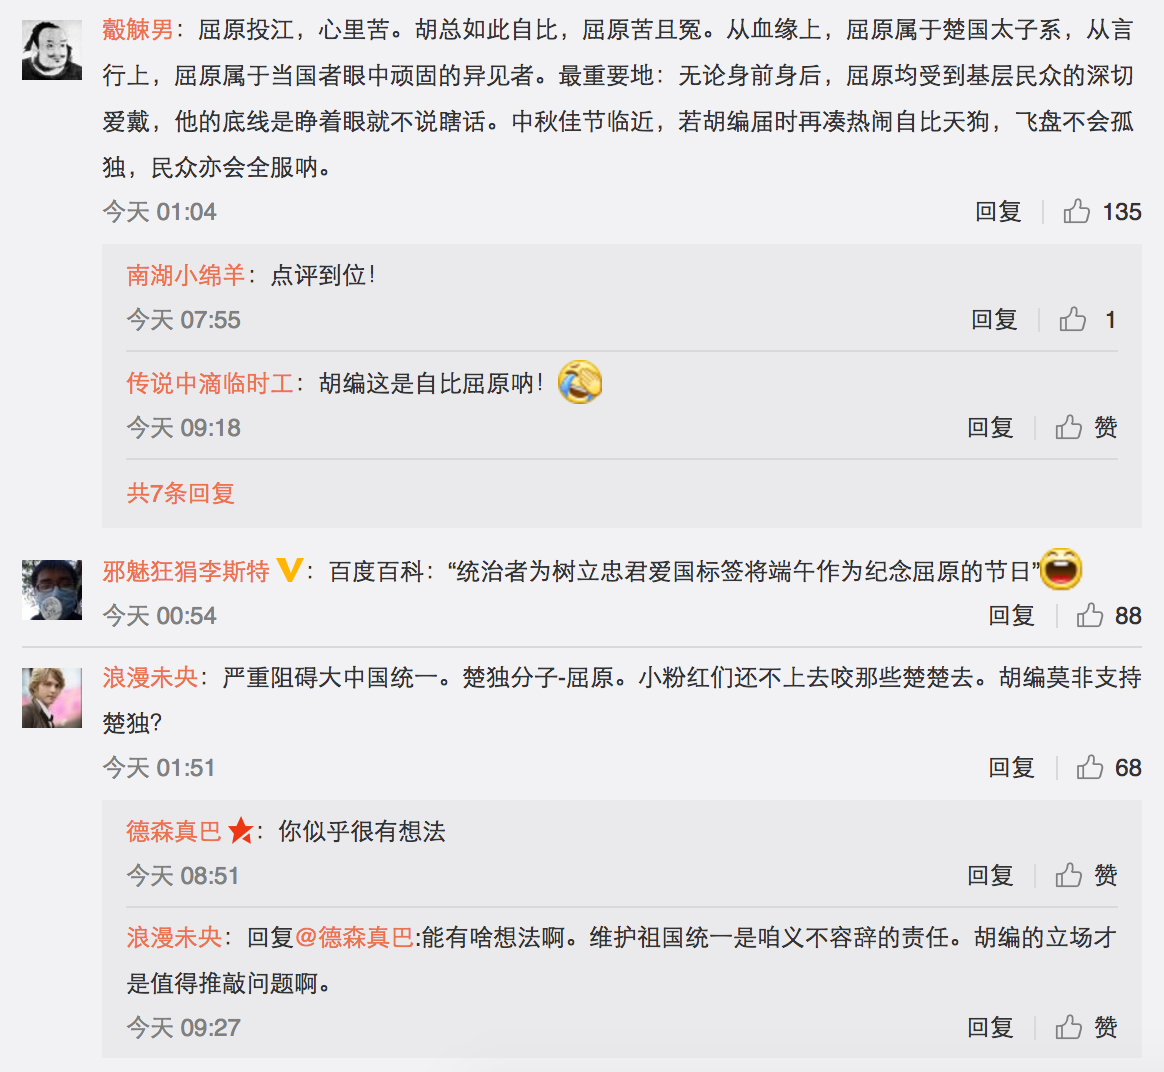 觳觫男：屈原投江，心里苦。胡总如此自比，屈原苦且冤。从血缘上，屈原属于楚国太子系，从言
行上，屈原属于当国者眼中顽固的异见者。最重要地：无论身前身后，屈原均受到基层民众的深切
爱戴，他的底线是睁着眼就不说瞎话。中秋佳节临近，若胡编届时再凑热闹自比天狗，飞盘不会孤
独，民众亦会全服呐。
今天 01:04 回复 135
南湖小绵羊：点评到位！
今天 07:55 回复 1
传说中滴临时工：胡编这是自比屈原呐！
今天 09:18 回复 赞
共7条回复
邪魅狂狷李斯特：百度百科：“统治者为树立忠君爱国标签将端午作为纪念屈原的节日”
今天 00:54 回复 88
浪漫未央：严重阻碍大中国统一。楚独分子-屈原。小粉红们还不上去咬那些楚楚去。胡编莫非支持
楚独？
今天 01:51 回复 68
德森真巴：你似乎很有想法
今天 08:51 回复 赞
浪漫未央：回复@德森真巴:能有啥想法啊。维护祖国统一是咱义不容辞的责任。胡编的立场才
是值得推敲问题啊。
今天 09:27 回复 赞